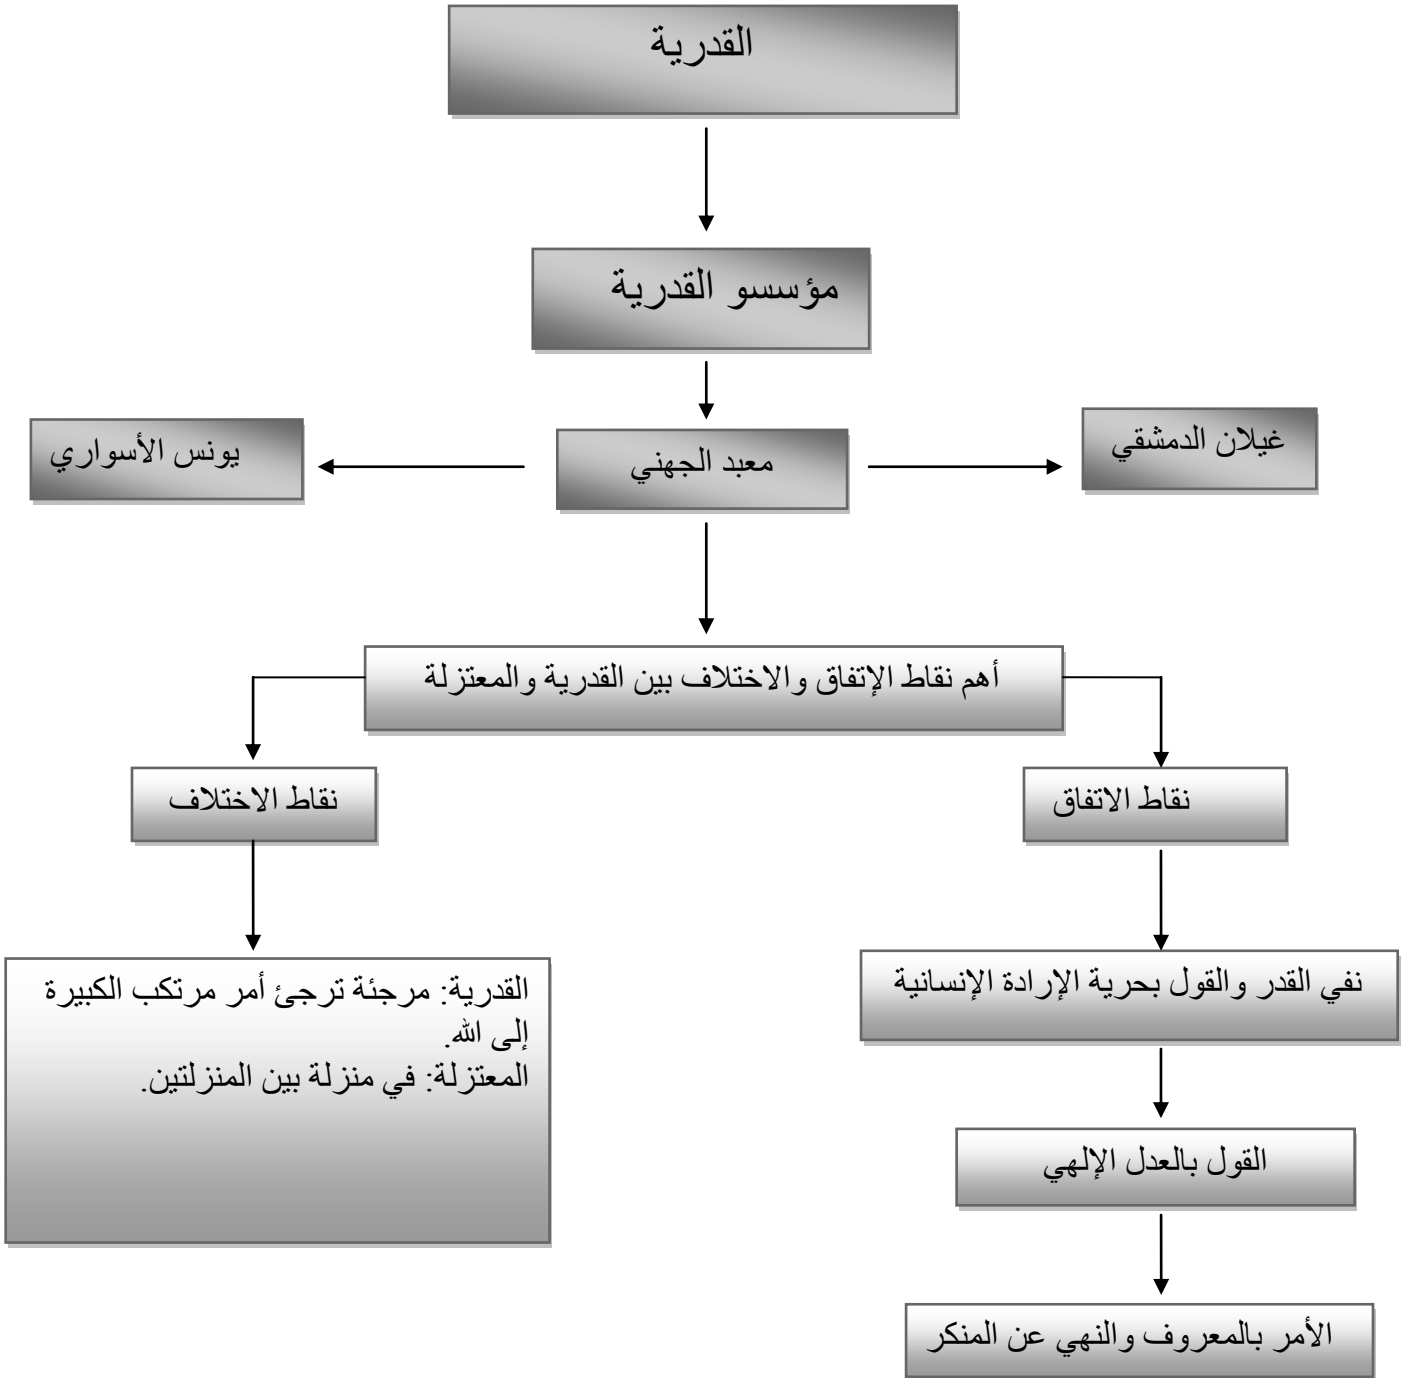 القدرية
مؤسسو القدرية
غيلان الدمشقي
معبد الجهني
يونس الأسواري
أهم نقاط الإتفاق والاختلاف بين القدرية والمعتزلة
نقاط الاتفاق
نقاط الاختلاف
نفي القدر والقول بحرية الإرادة الإنسانية
القول بالعدل الإلهي
الأمر بالمعروف والنهي عن المنكر
القدرية: مرجئة ترجئ أمر مرتكب الكبيرة
إلى الله.
المعتزلة: في منزلة بين المنزلتين.